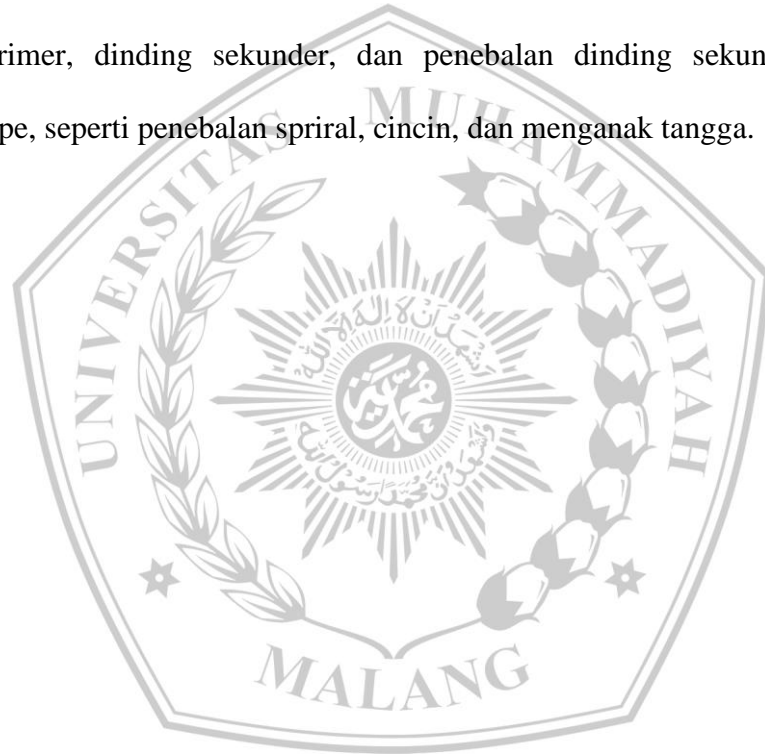 rimer, dinding sekunder, dan penebalan dinding sekun
pe, seperti penebalan spriral, cincin, dan menganak tangga.
UNIVERSITAS MUHAMMADIYAH
MALANG